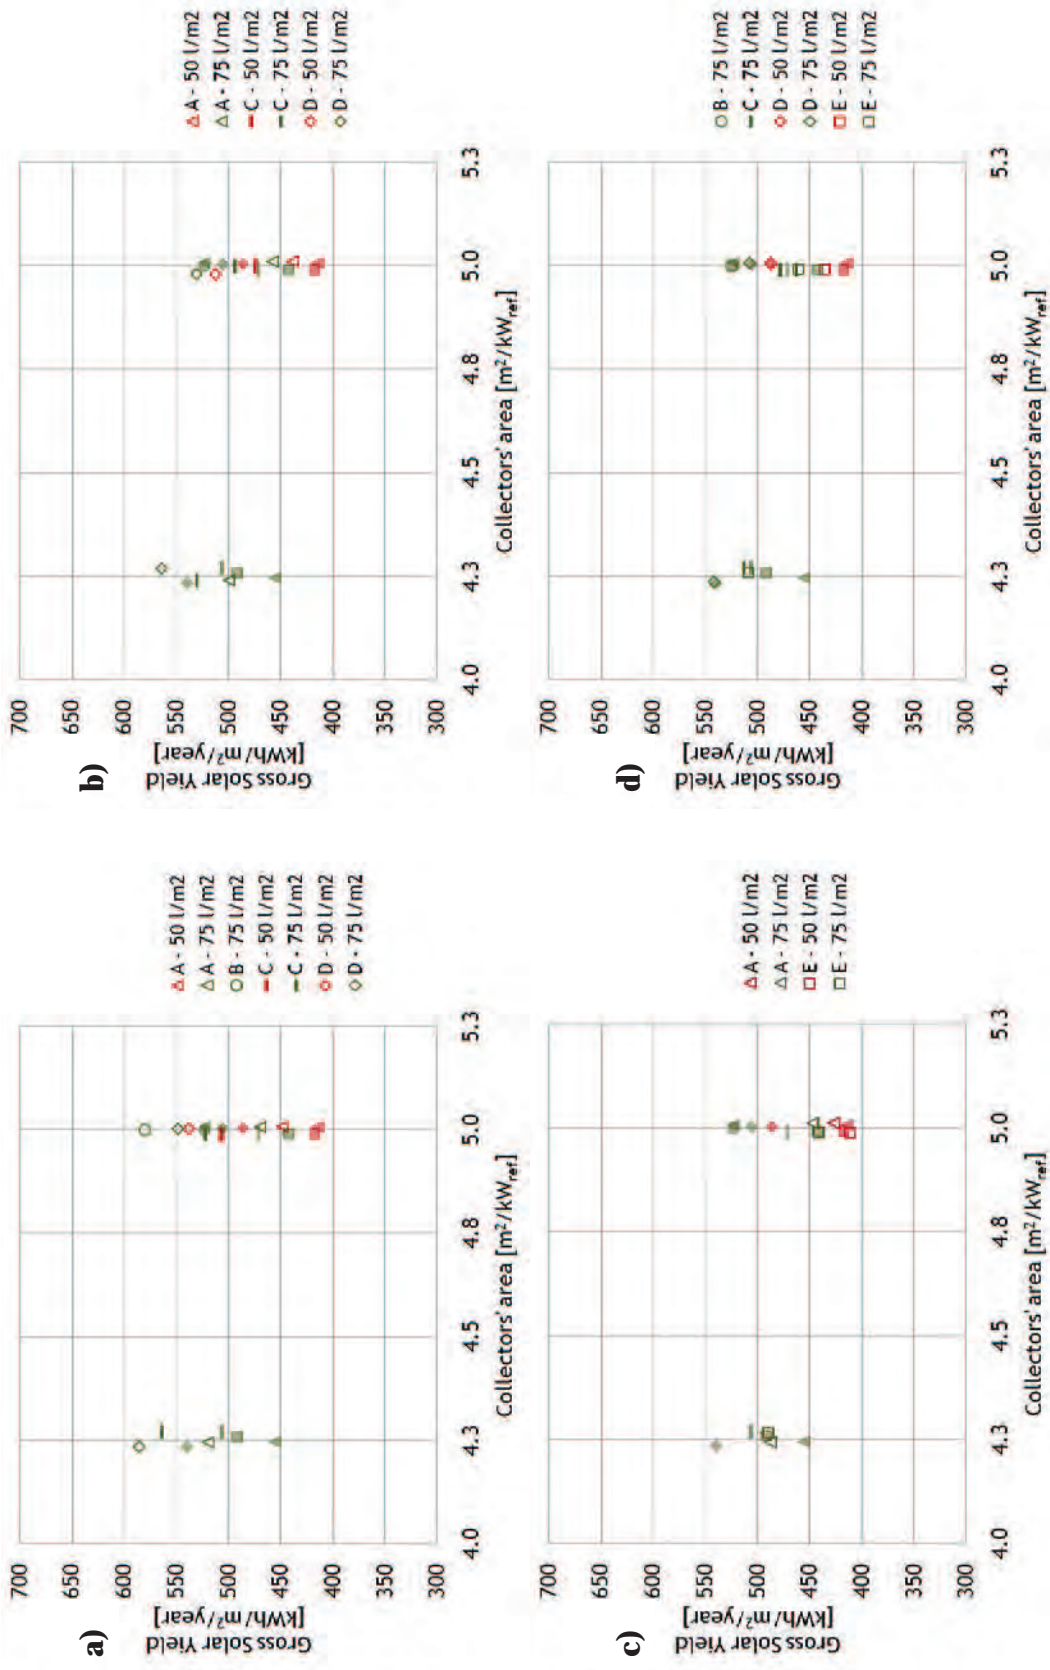 a)
Gross Solar Yield
[kWh/m²/year]
700
650
600
550
500
450
400
350
300
4.0
4.3
4.5
4.8
5.0
5.3
Collectors' area [m²/kWref]
A - 50 l/m2
A - 75 l/m2
B - 75 l/m2
C - 50 l/m2
C - 75 l/m2
D - 50 l/m2
D - 75 l/m2
b)
Gross Solar Yield
[kWh/m²/year]
700
650
600
550
500
450
400
350
300
4.0
4.3
4.5
4.8
5.0
5.3
Collectors' area [m²/kWref]
A - 50 l/m2
A - 75 l/m2
C - 50 l/m2
C - 75 l/m2
D - 50 l/m2
D - 75 l/m2
c)
Gross Solar Yield
[kWh/m²/year]
700
650
600
550
500
450
400
350
300
4.0
4.3
4.5
4.8
5.0
5.3
Collectors' area [m²/kWref]
A - 50 l/m2
A - 75 l/m2
E - 50 l/m2
E - 75 l/m2
d)
Gross Solar Yield
[kWh/m²/year]
700
650
600
550
500
450
400
350
300
4.0
4.3
4.5
4.8
5.0
5.3
Collectors' area [m²/kWref]
B - 75 l/m2
C - 75 l/m2
D - 50 l/m2
D - 75 l/m2
E - 50 l/m2
E - 75 l/m2